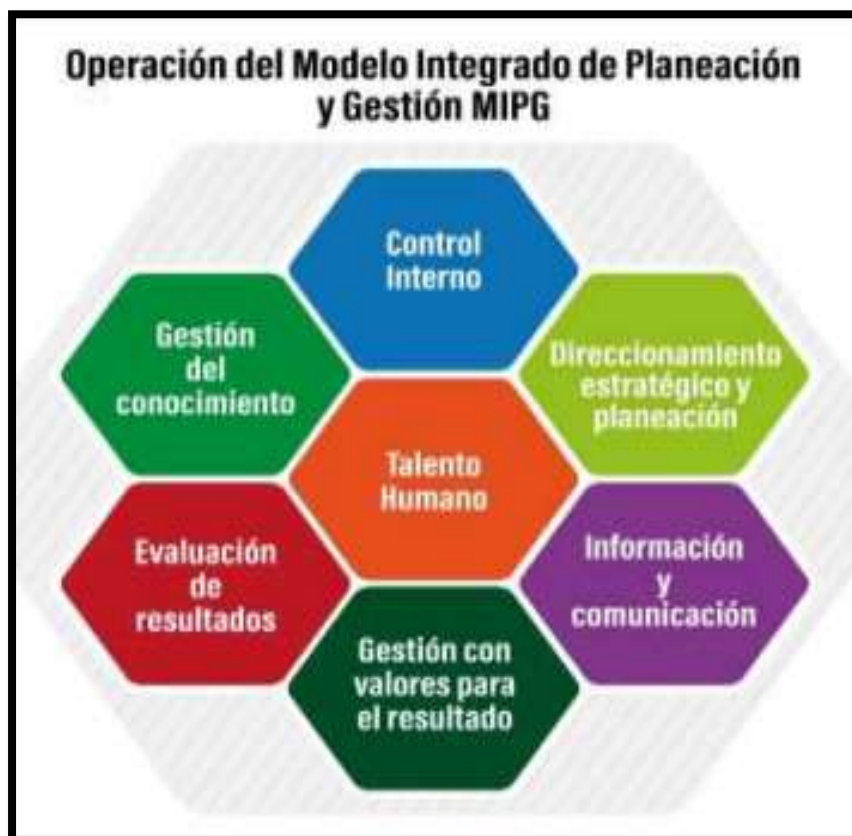 Operación del Modelo Integrado de Planeación
y Gestión MIPG
Control
Interno
Gestión
del
conocimiento
Direccionamiento
estratégico y
planeación
Talento
Humano
Evaluación
de
resultados
Información
y
comunicación
Gestión con
valores para
el resultado